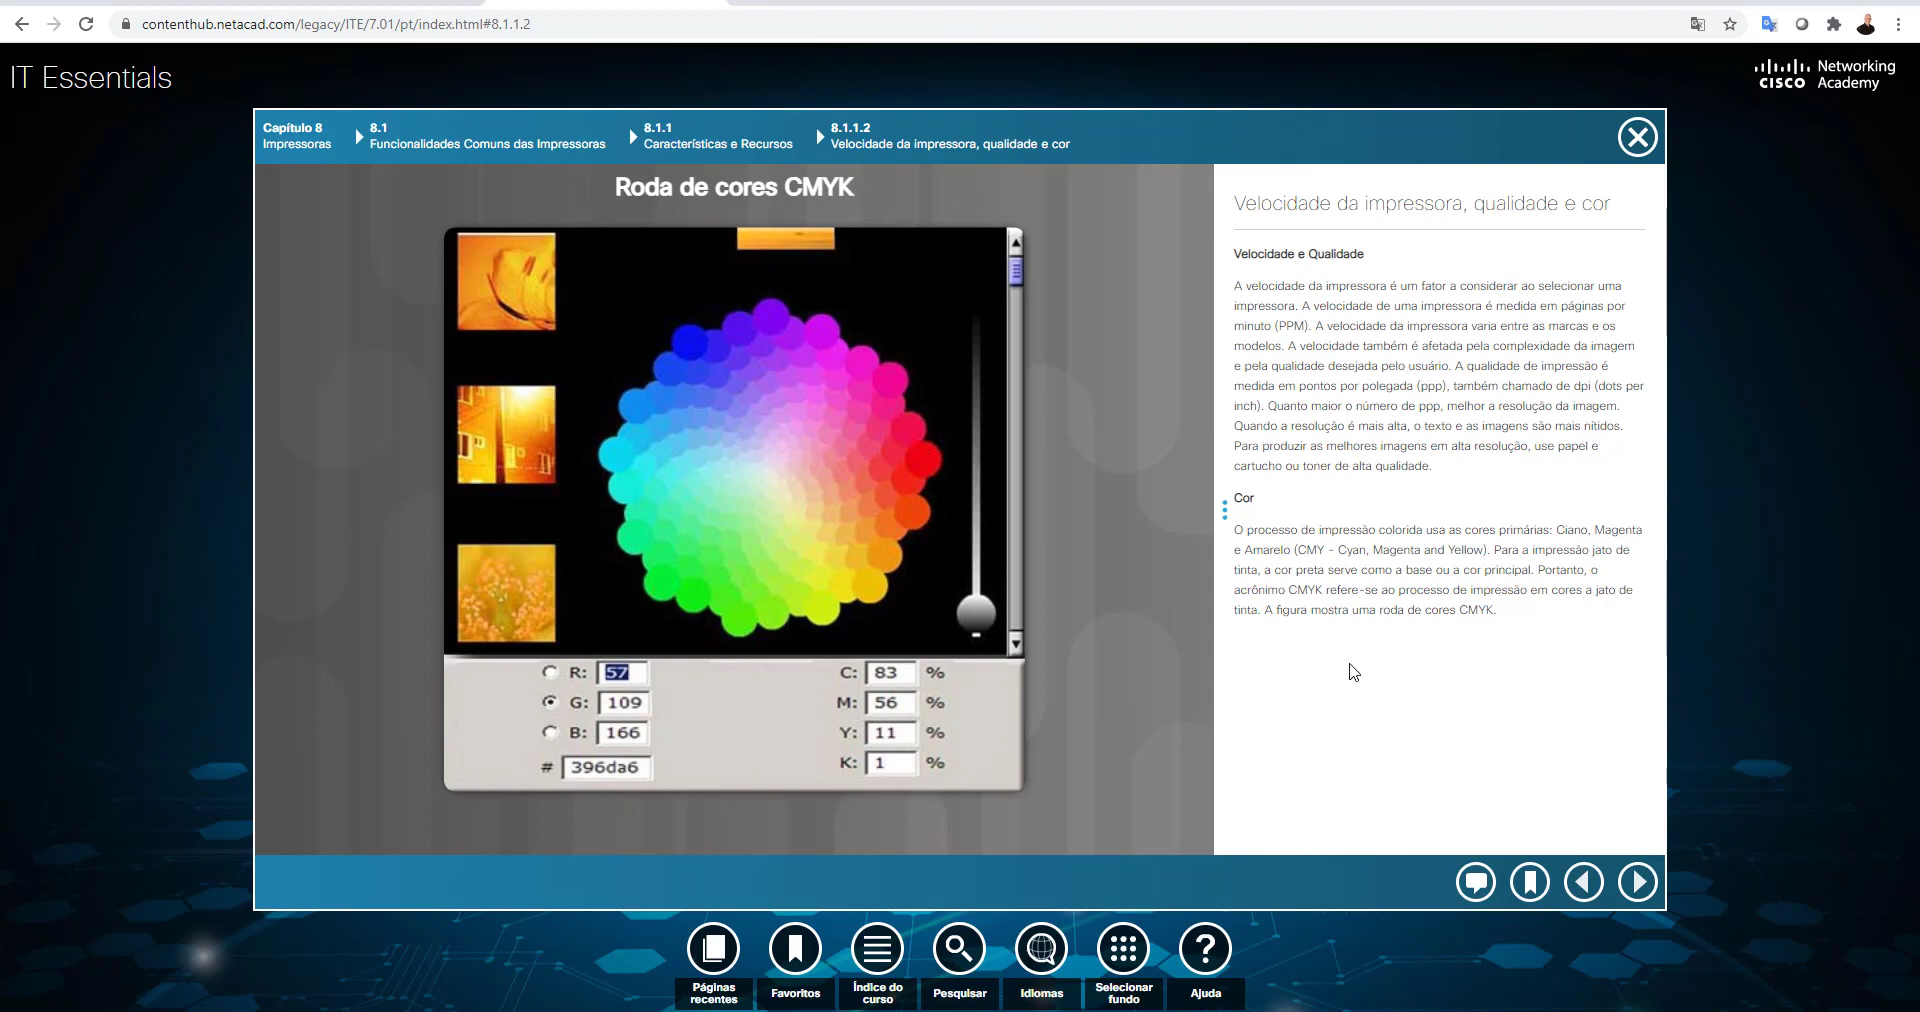 contenthub.netacad.com/legacy/ITE/7.01/pt/index.html#8.1.1.2
IT Essentials
CISCO Networking Academy
Capítulo 8
Impressoras
8.1
Funcionalidades Comuns das Impressoras
8.1.1
Características e Recursos
8.1.1.2
Velocidade da impressora, qualidade e cor
Roda de cores CMYK
R: 57
G: 109
B: 166
# 396da6
C: 83 %
M: 56 %
Y: 11 %
K: 1 %
Velocidade da impressora, qualidade e cor
Velocidade e Qualidade
A velocidade da impressora é um fator a considerar ao selecionar uma
impressora. A velocidade de uma impressora é medida em páginas por
minuto (PPM). A velocidade da impressora varia entre as marcas e os
modelos. A velocidade também é afetada pela complexidade da imagem
e pela qualidade desejada pelo usuário. A qualidade de impressão é
medida em pontos por polegada (ppp), também chamado de dpi (dots per
inch). Quanto maior o número de ppp, melhor a resolução da imagem.
Quando a resolução é mais alta, o texto e as imagens são mais nítidos.
Para produzir as melhores imagens em alta resolução, use papel e
cartucho ou toner de alta qualidade.
Cor
O processo de impressão colorida usa as cores primárias: Ciano, Magenta
e Amarelo (CMY - Cyan, Magenta and Yellow). Para a impressão jato de
tinta, a cor preta serve como a base ou a cor principal. Portanto, o
acrônimo CMYK refere-se ao processo de impressão em cores a jato de
tinta. A figura mostra uma roda de cores CMYK.
Páginas
recentes
Favoritos
Índice do
curso
Pesquisar
Idiomas
Selecionar
fundo
Ajuda